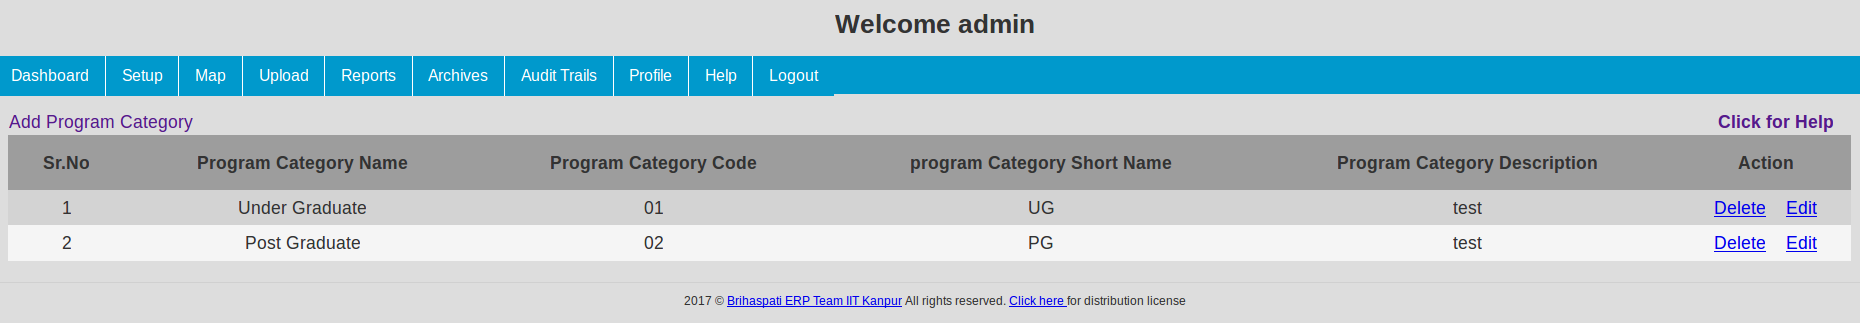 Welcome admin
Dashboard Setup Map Upload Reports Archives Audit Trails Profile Help Logout
Add Program Category Click for Help
Sr.No Program Category Name Program Category Code program Category Short Name Program Category Description Action
1 Under Graduate 01 UG test Delete Edit
2 Post Graduate 02 PG test Delete Edit
2017 © Brihaspati ERP Team IIT Kanpur All rights reserved. Click here for distribution license